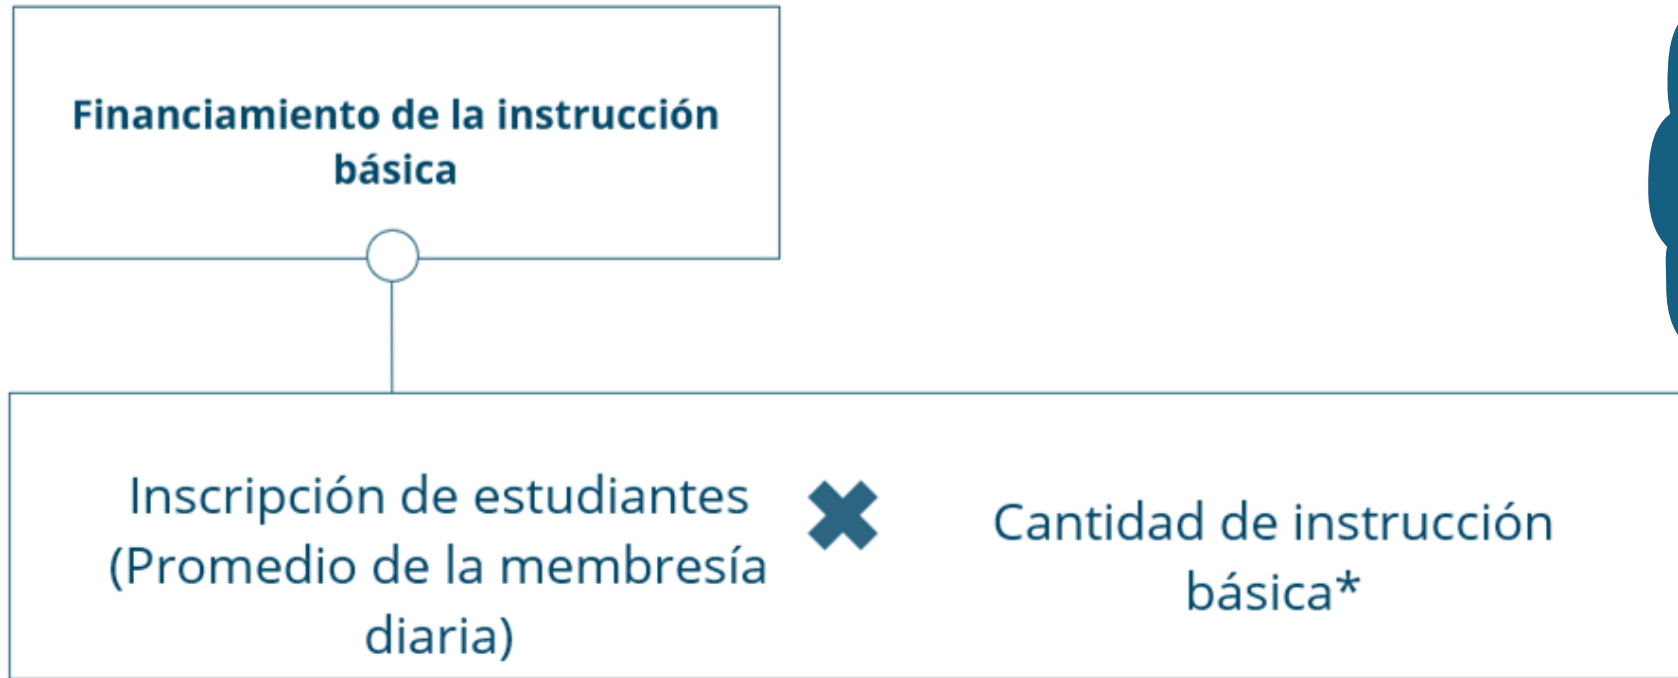 Financiamiento de la instrucción
básica
Inscripción de estudiantes
(Promedio de la membresía
diaria)
Cantidad de instrucción
básica*